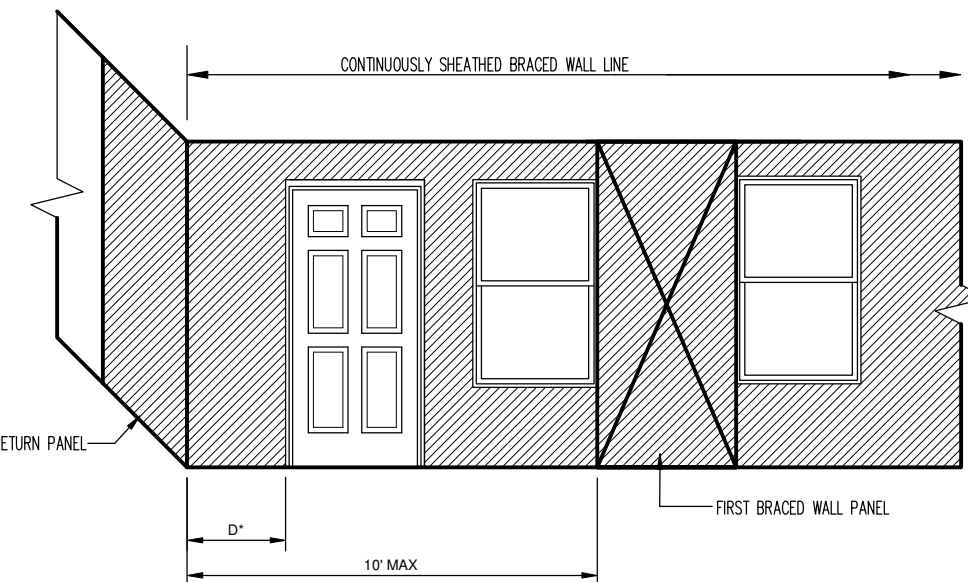 CONTINUOUSLY SHEATHED BRACED WALL LINE
ETURN PANEL
FIRST BRACED WALL PANEL
D*
10' MAX